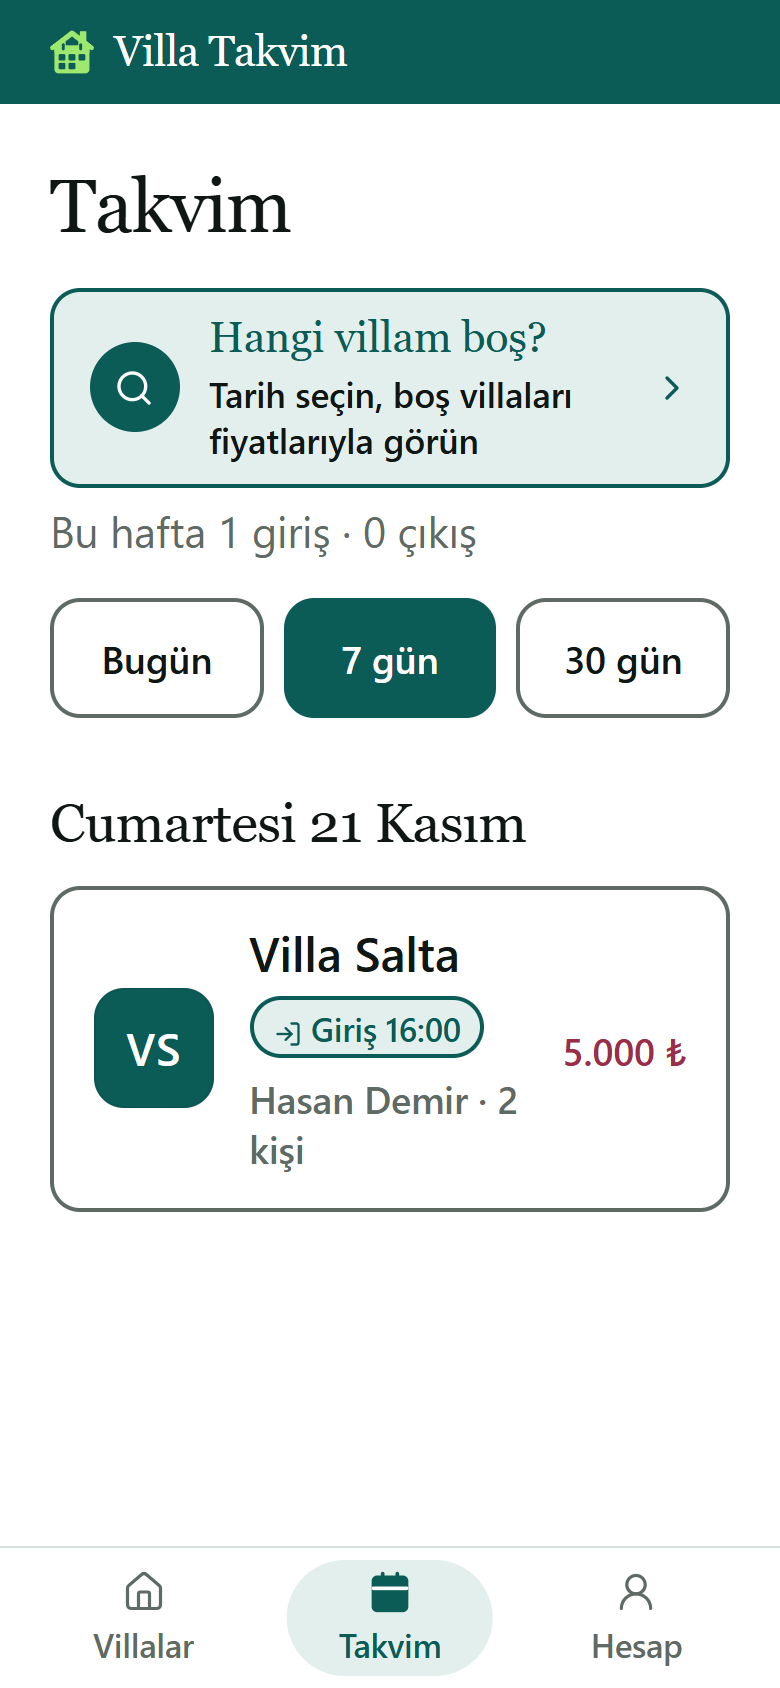 Villa Takvim
Takvim
Hangi villam boş?
Tarih seçin, boş villaları
fiyatlarıyla görün
Bu hafta 1 giriş · 0 çıkış
Bugün
7 gün
30 gün
Cumartesi 21 Kasım
VS
Villa Salta
Giriş 16:00
Hasan Demir · 2
kişi
5.000 ₺
Villalar
Takvim
Hesap